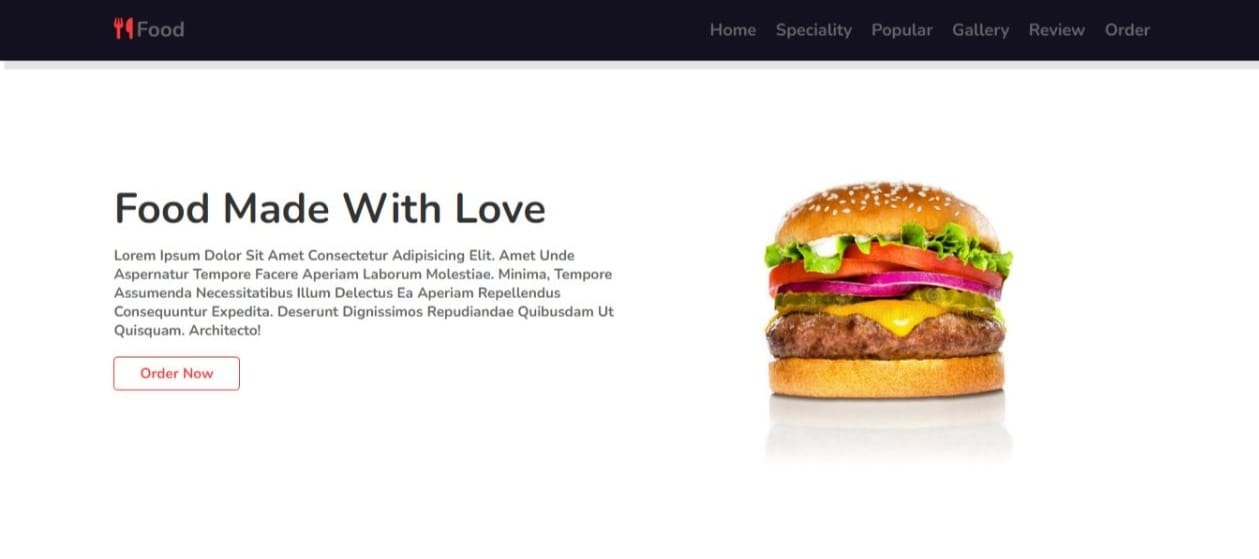 Food
Home Speciality Popular Gallery Review Order
Food Made With Love
Lorem Ipsum Dolor Sit Amet Consectetur Adipisicing Elit. Amet Unde
Aspernatur Tempore Facere Aperiam Laborum Molestiae. Minima, Tempore
Assumenda Necessitatibus Illum Delectus Ea Aperiam Repellendus
Consequuntur Expedita. Deserunt Dignissimos Repudiandae Quibusdam Ut
Quisquam. Architecto!
Order Now